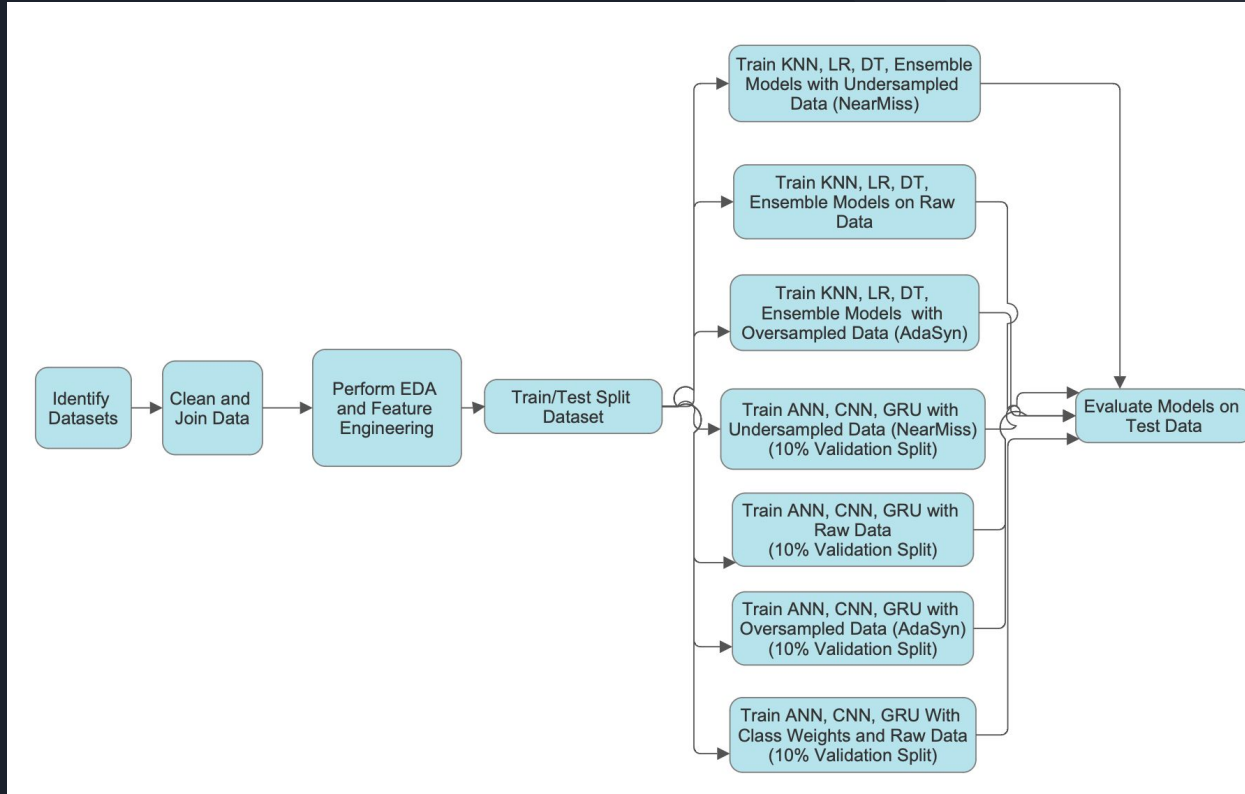 Train KNN, LR, DT, Ensemble
Models with Undersampled
Data (NearMiss)
Train KNN, LR, DT,
Ensemble Models on Raw
Data
Train KNN, LR, DT,
Ensemble Models with
Oversampled Data (AdaSyn)
Identify
Datasets
Clean and
Join Data
Perform EDA
and Feature
Engineering
Train/Test Split
Dataset
Train ANN, CNN, GRU with
Undersampled Data (NearMiss)
(10% Validation Split)
Evaluate Models on
Test Data
Train ANN, CNN, GRU with
Raw Data
(10% Validation Split)
Train ANN, CNN, GRU with
Oversampled Data (AdaSyn)
(10% Validation Split)
Train ANN, CNN, GRU With
Class Weights and Raw Data
(10% Validation Split)